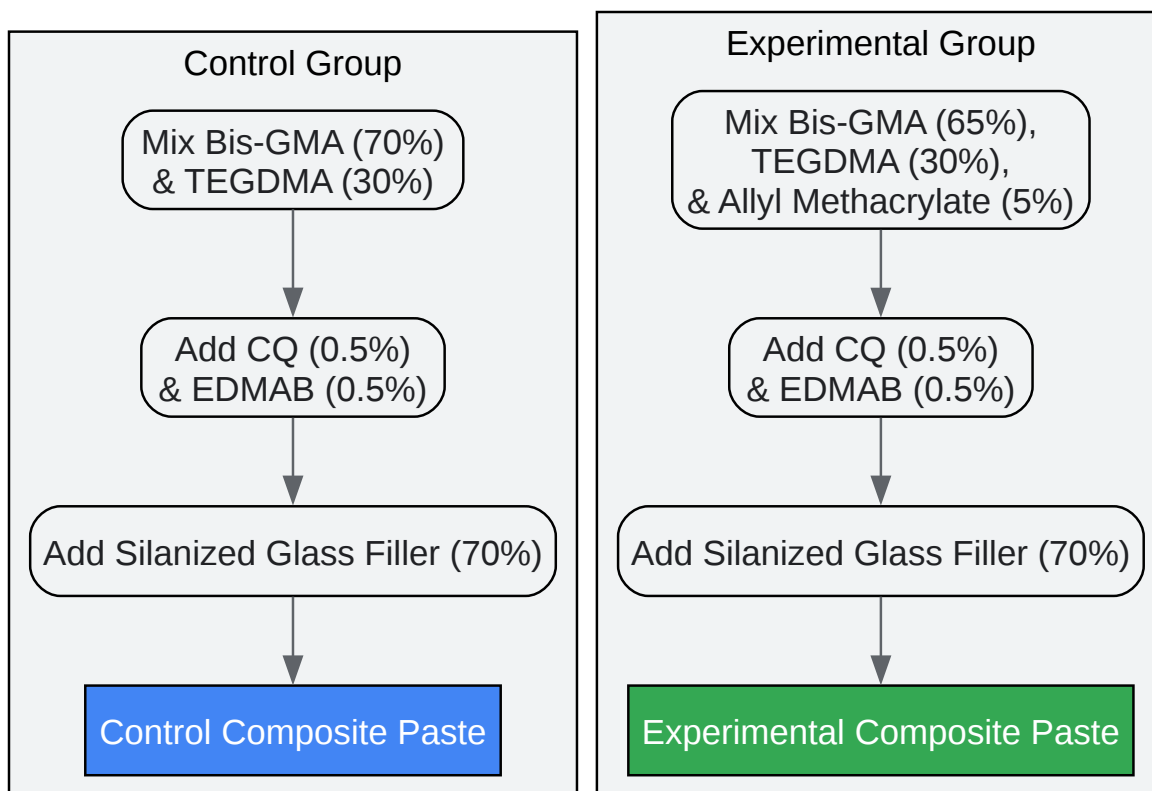 Control Group
Mix Bis-GMA (70%)
& TEGDMA (30%)
Add CQ (0.5%)
& EDMAB (0.5%)
Add Silanized Glass Filler (70%)
Control Composite Paste
Experimental Group
Mix Bis-GMA (65%),
TEGDMA (30%),
& Allyl Methacrylate (5%)
Add CQ (0.5%)
& EDMAB (0.5%)
Add Silanized Glass Filler (70%)
Experimental Composite Paste